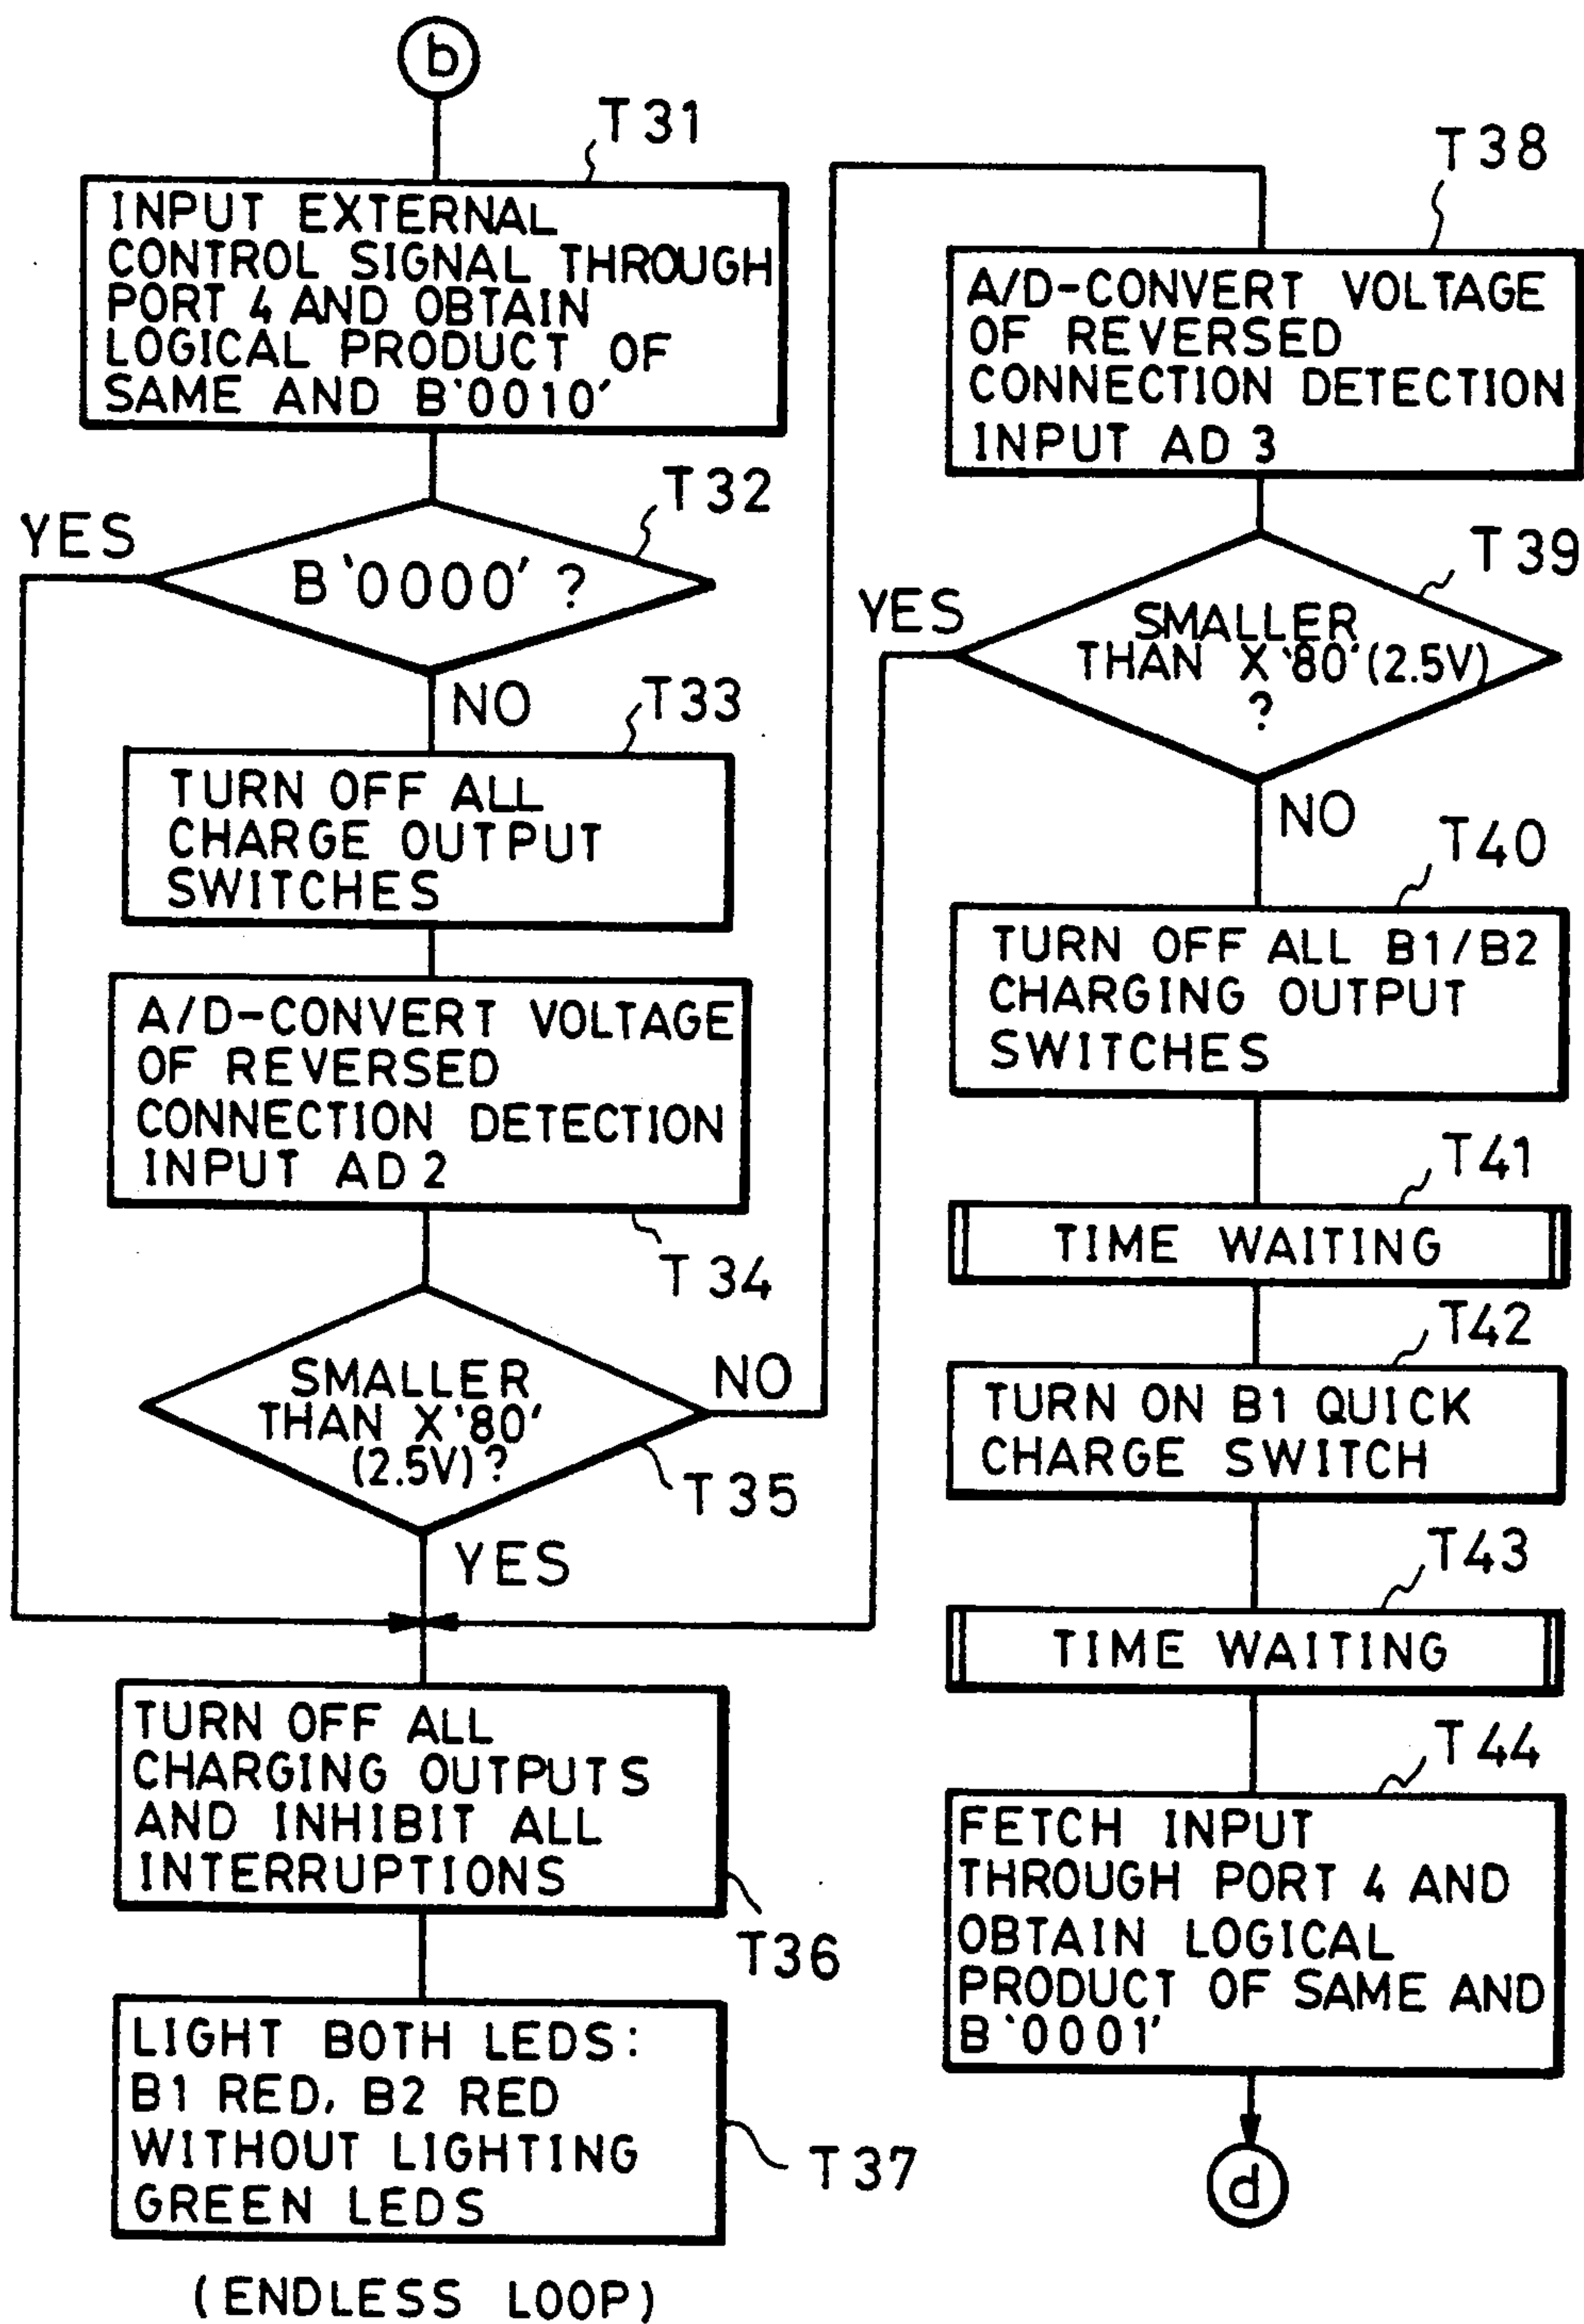 b
T31
INPUT EXTERNAL
CONTROL SIGNAL THROUGH
PORT 4 AND OBTAIN
LOGICAL PRODUCT OF
SAME AND B'0010'
T32
YES
B'0000'?
NO
T33
TURN OFF ALL
CHARGE OUTPUT
SWITCHES
A/D-CONVERT VOLTAGE
OF REVERSED
CONNECTION DETECTION
INPUT AD 2
T34
SMALLER
THAN X'80'
(2.5V)?
NO
T35
YES
TURN OFF ALL
CHARGING OUTPUTS
AND INHIBIT ALL
INTERRUPTIONS
T36
LIGHT BOTH LEDS:
B1 RED, B2 RED
WITHOUT LIGHTING
GREEN LEDS
T37
(ENDLESS LOOP)
T38
A/D-CONVERT VOLTAGE
OF REVERSED
CONNECTION DETECTION
INPUT AD 3
T39
YES
SMALLER
THAN X'80'(2.5V)
?
NO
T40
TURN OFF ALL B1/B2
CHARGING OUTPUT
SWITCHES
T41
TIME WAITING
T42
TURN ON B1 QUICK
CHARGE SWITCH
T43
TIME WAITING
T44
FETCH INPUT
THROUGH PORT 4 AND
OBTAIN LOGICAL
PRODUCT OF SAME AND
B'0001'
d